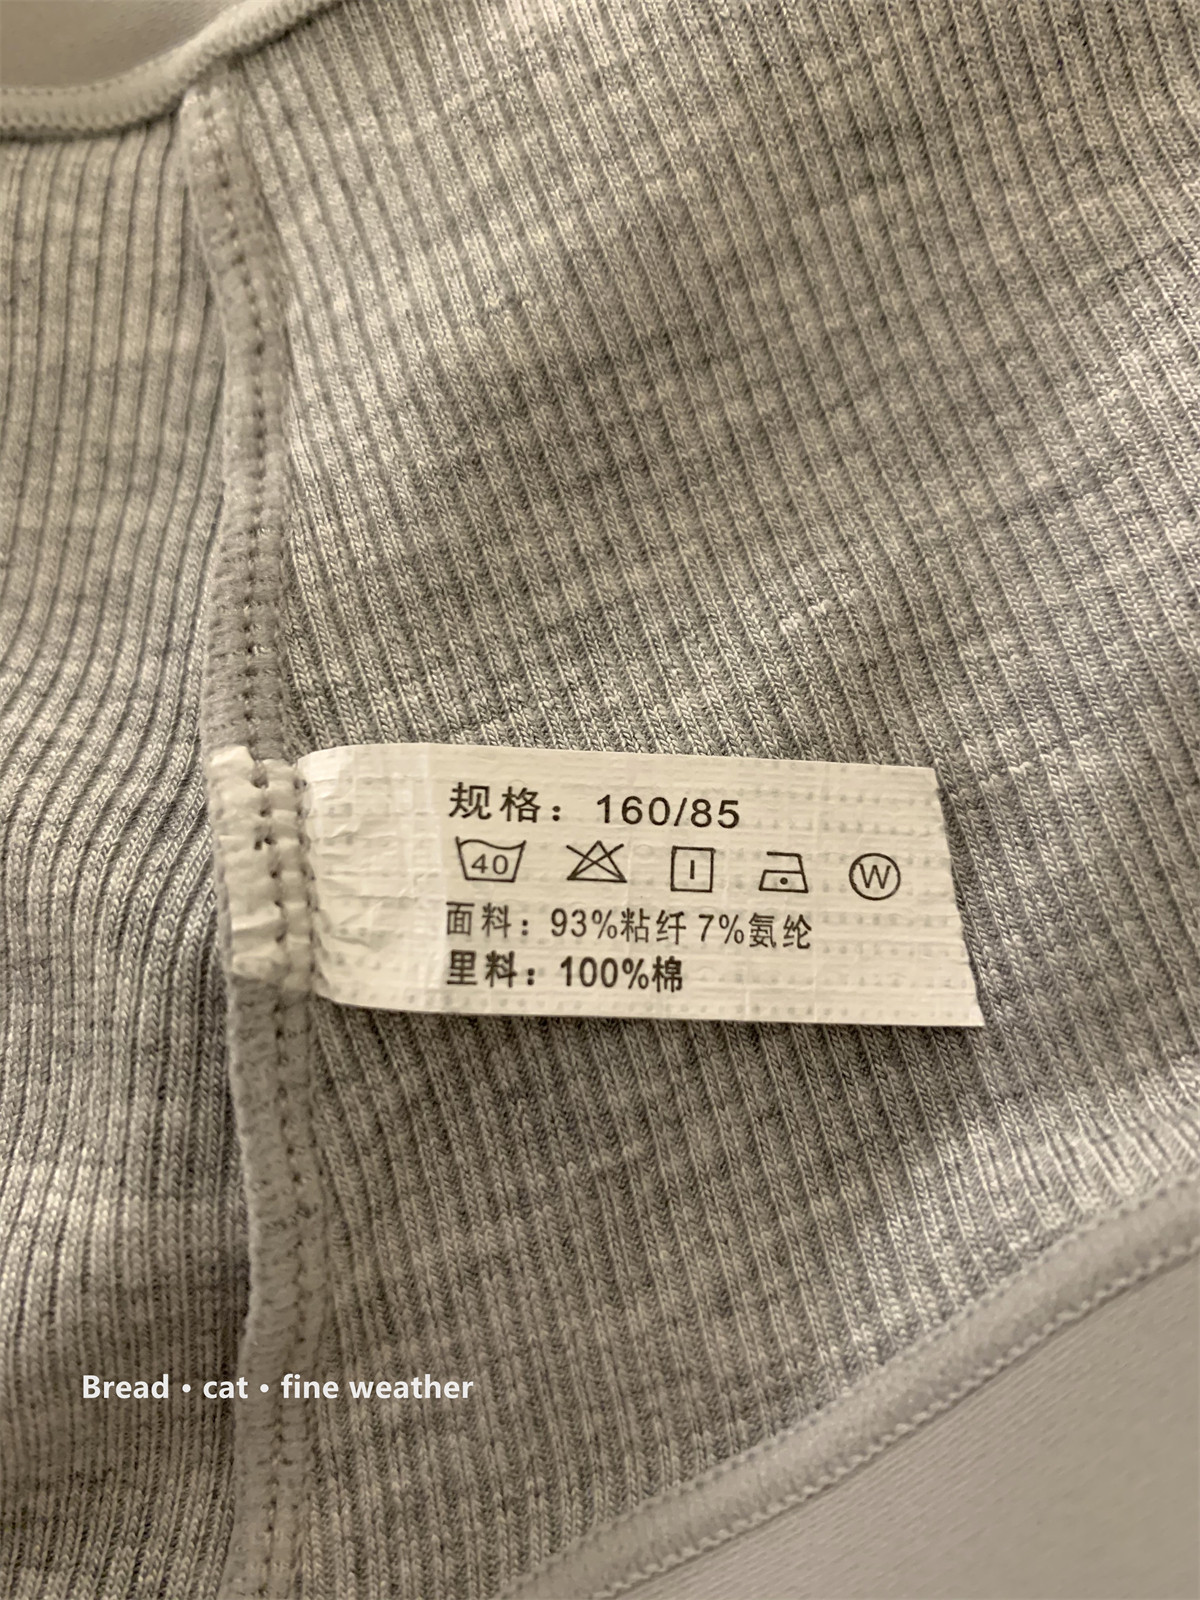 规格：160/85
40 W
面料：93%粘纤 7%氨纶
里料：100%棉
Bread • cat • fine weather